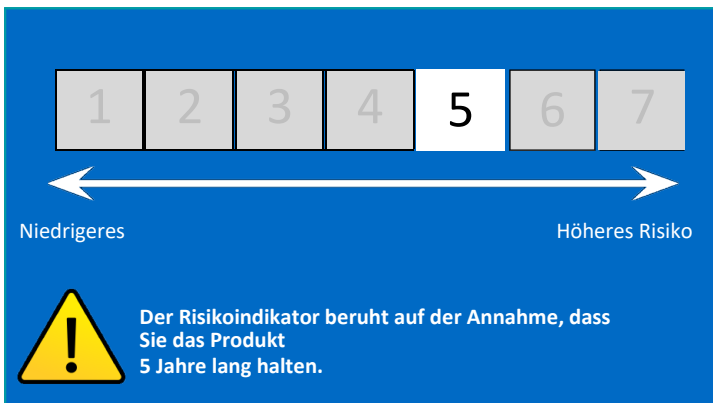 1 2 3 4 5 6 7
Niedrigeres Höheres Risiko
Der Risikoindikator beruht auf der Annahme, dass
Sie das Produkt
5 Jahre lang halten.